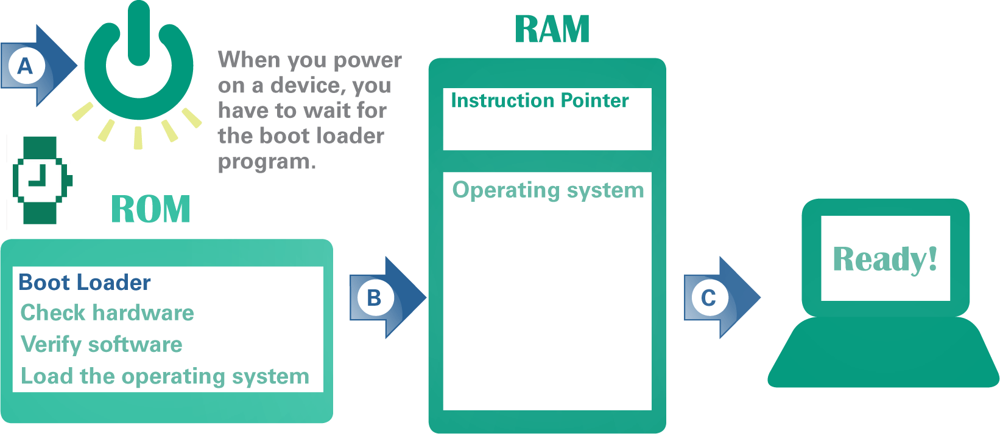 A
When you power
on a device, you
have to wait for
the boot loader
program.
ROM
Boot Loader
Check hardware
Verify software
Load the operating system
B
RAM
Instruction Pointer
Operating system
C
Ready!